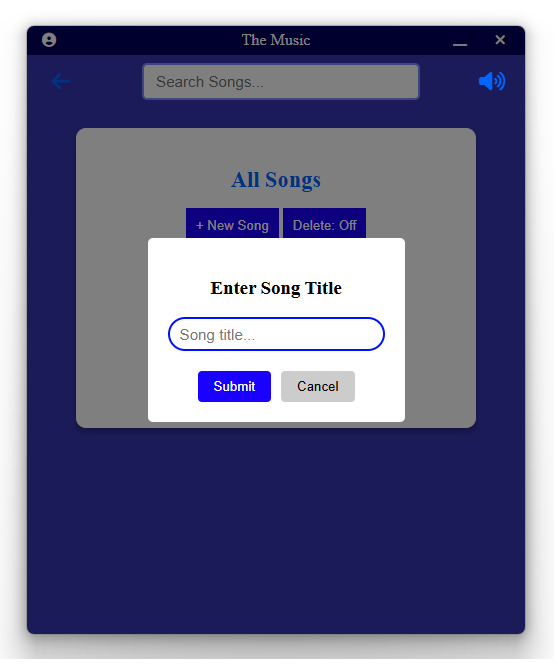 The Music
Search Songs...
All Songs
+ New Song Delete: Off
Enter Song Title
Song title...
Submit Cancel